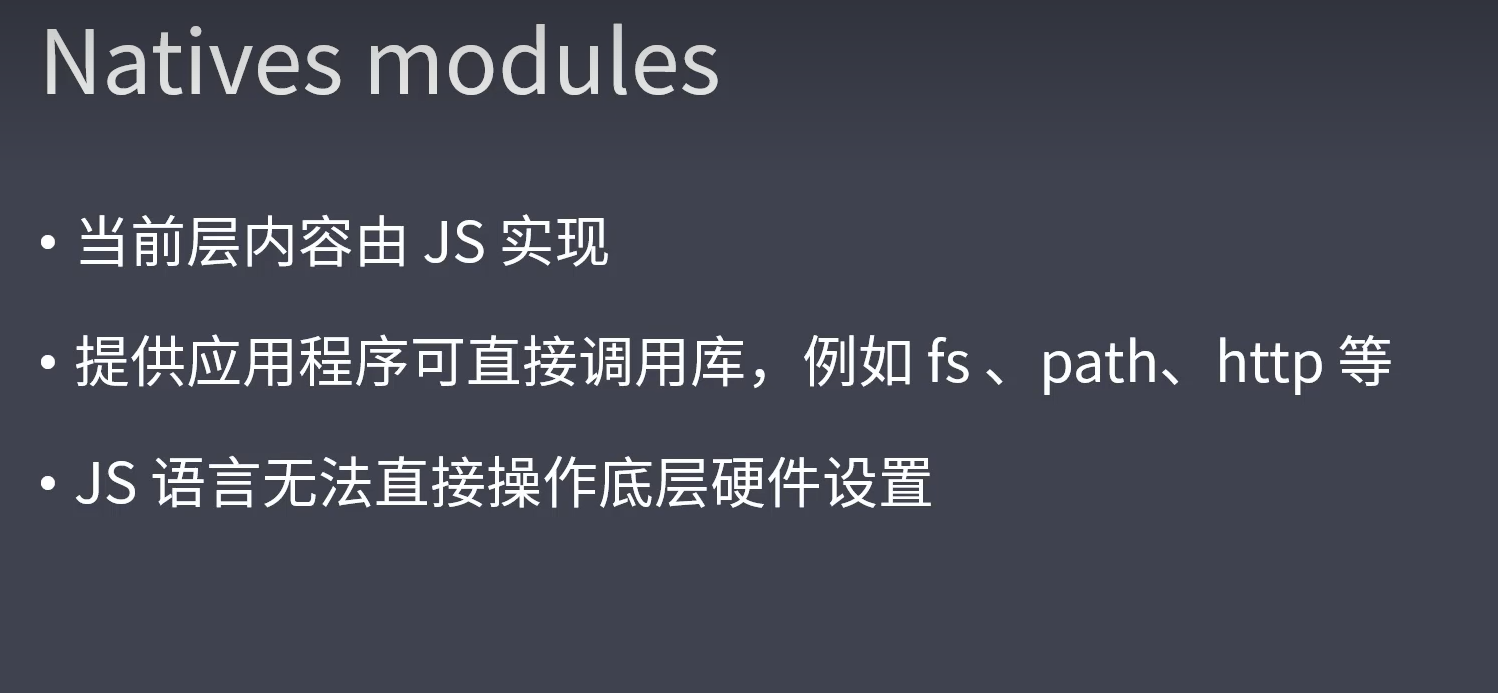 Natives modules
• 当前层内容由 JS 实现
• 提供应用程序可直接调用库，例如 fs 、path、http 等
• JS 语言无法直接操作底层硬件设置